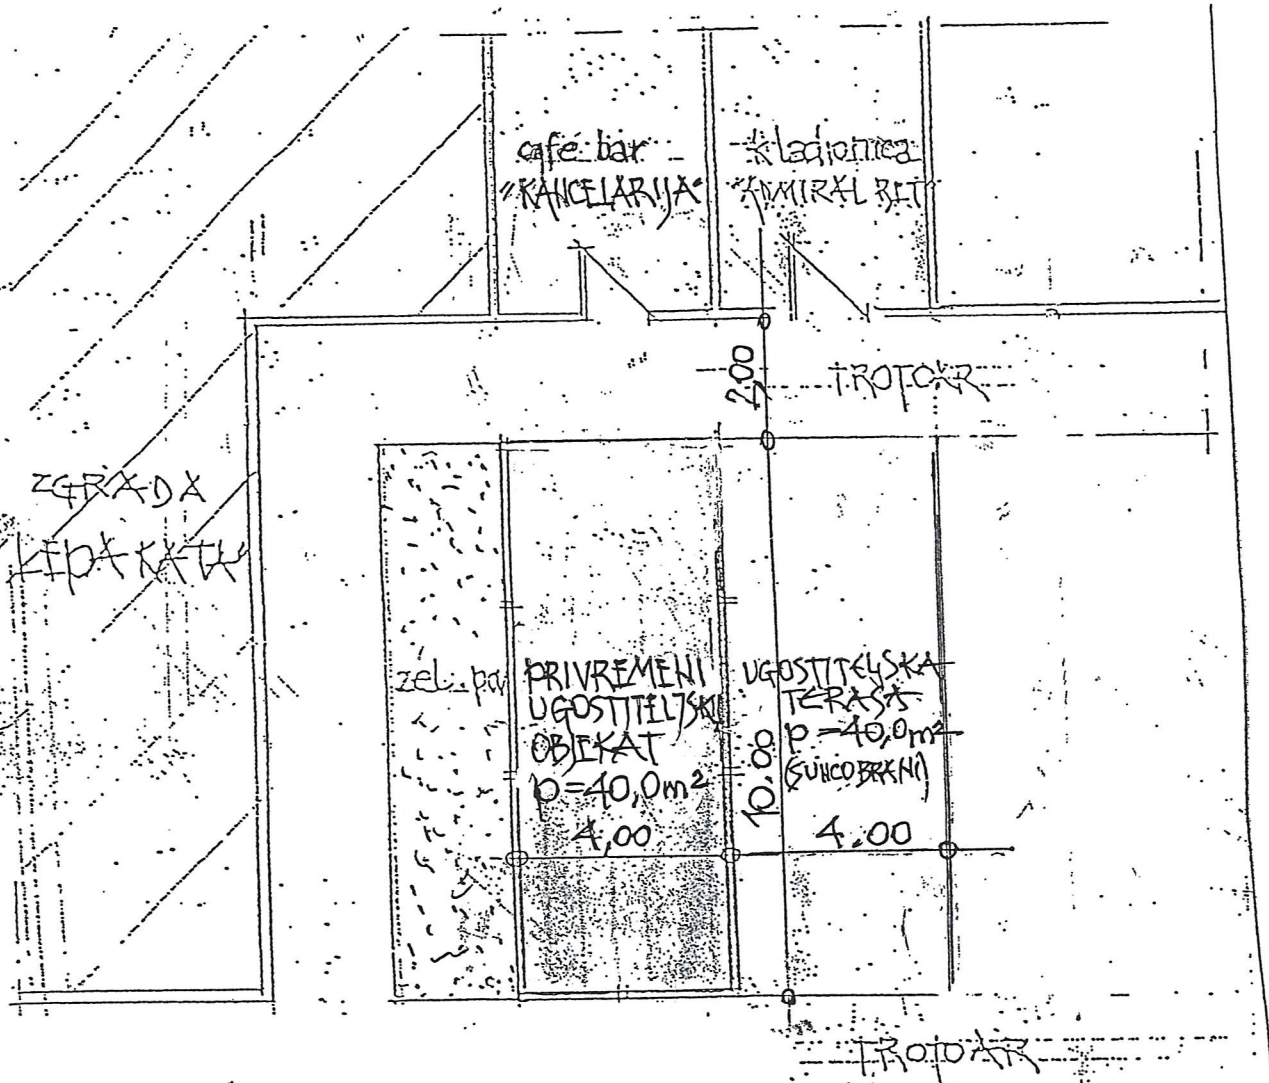 café bar
"KANCELARIJA"
kladionica
"ADMIRAL BET"
2,00
TROTOAR
ZGRADA
zel. pov
PRIVREMENI
UGOSTITELJSKI
OBJEKAT
p=40,0m²
4,00
UGOSTITELJSKA
TERASA
p=40,0m²
(SUNCOBRANI)
10,00
4,00
TROTOAR